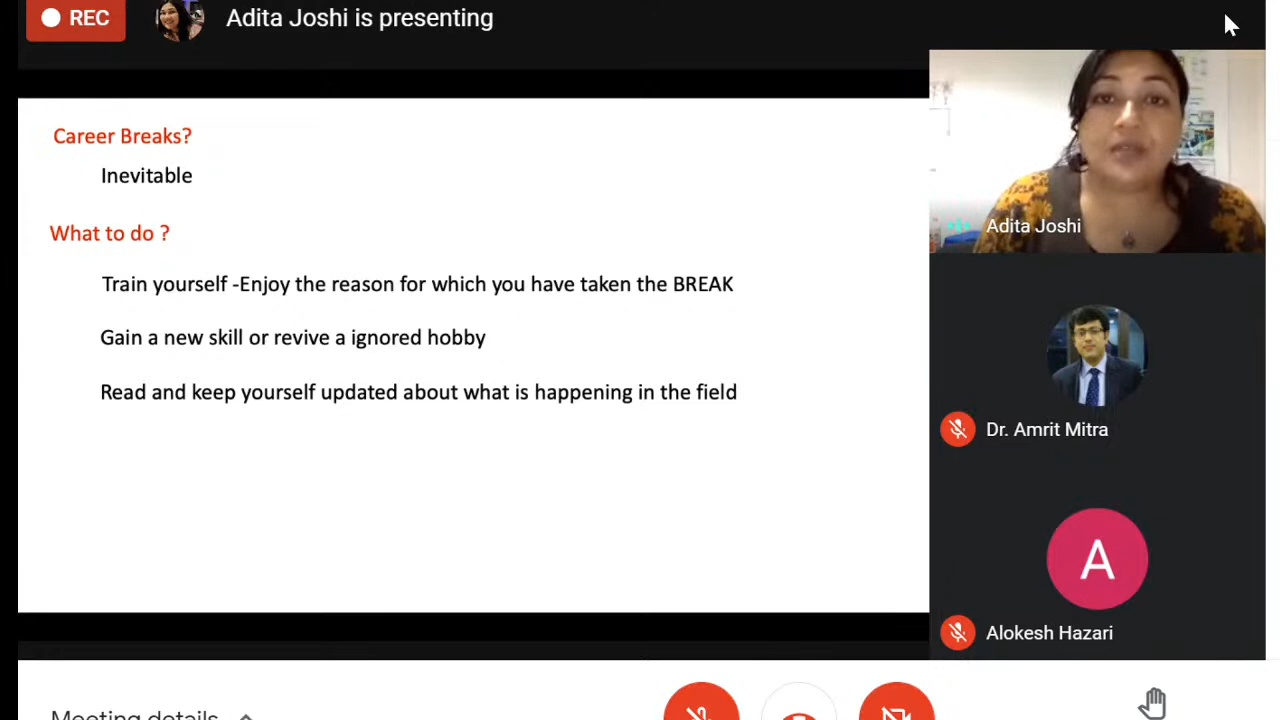 REC
Adita Joshi is presenting
Career Breaks?
Inevitable
What to do ?
Train yourself -Enjoy the reason for which you have taken the BREAK
Gain a new skill or revive a ignored hobby
Read and keep yourself updated about what is happening in the field
Adita Joshi
Dr. Amrit Mitra
A
Alokesh Hazari
Meeting details